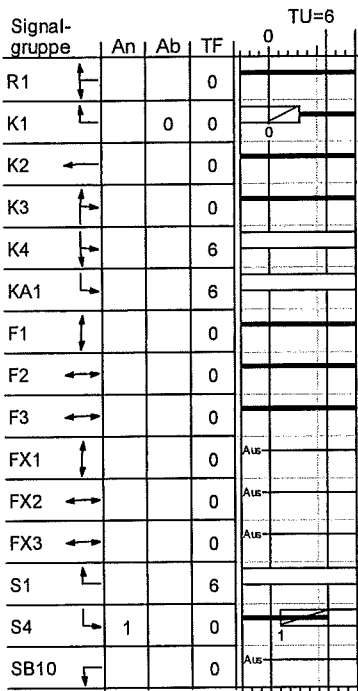 TU=6
Signal-
gruppe An Ab TF 0
R1 0
K1 0 0 0
K2 0
K3 0
K4 6
KA1 6
F1 0
F2 0
F3 0
FX1 0 Aus
FX2 0 Aus
FX3 0 Aus
S1 6
S4 1 0 1
SB10 0 Aus